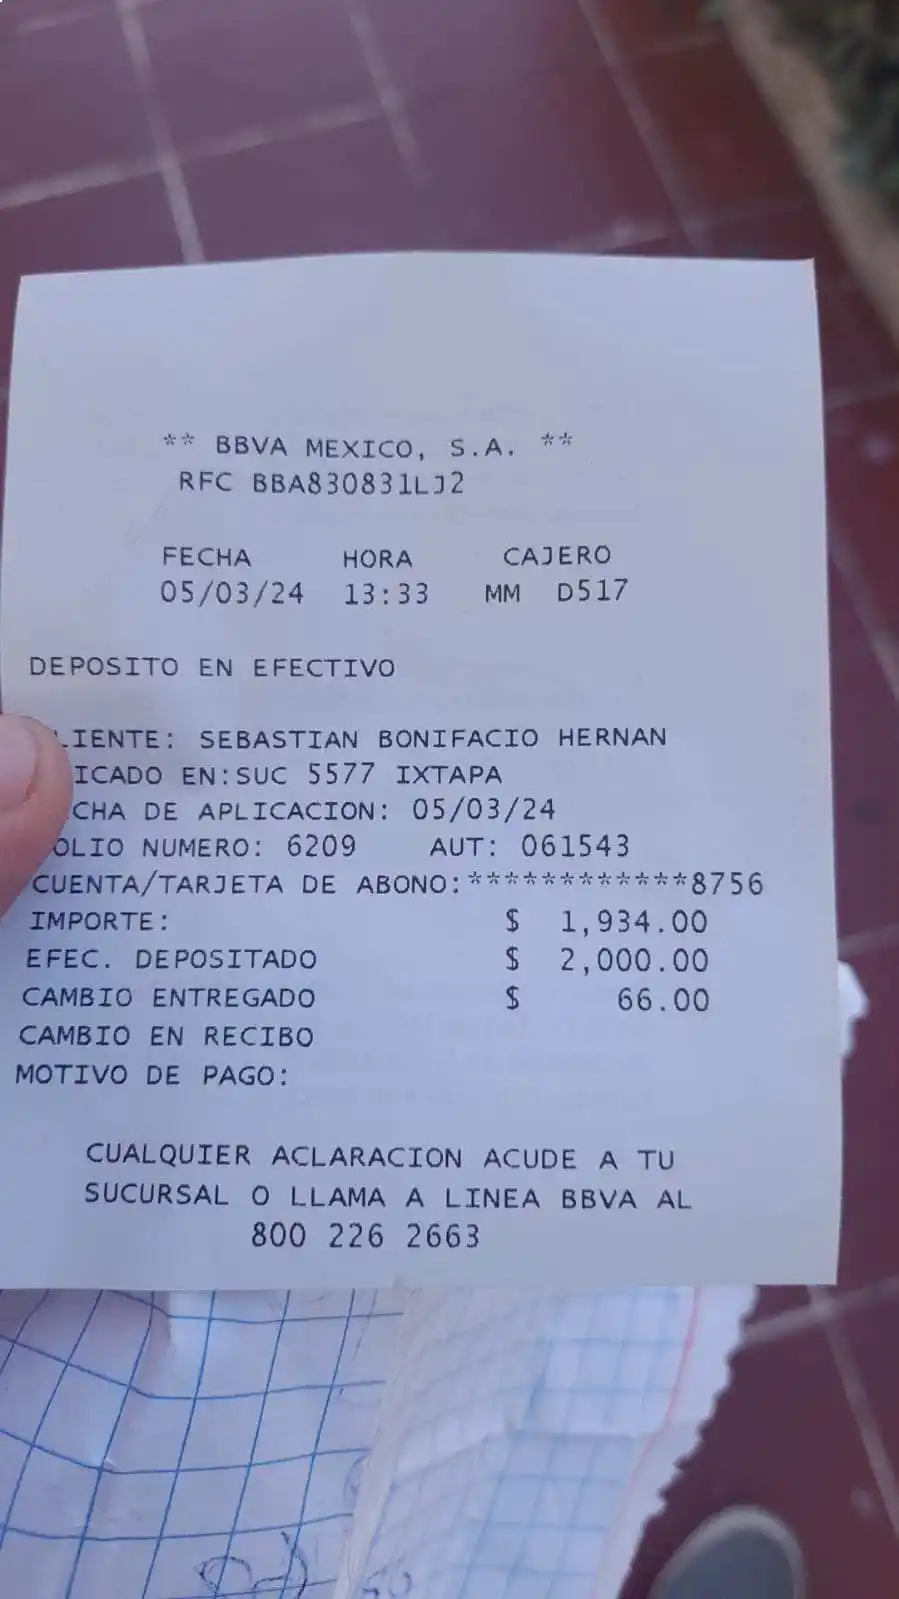 ** BBVA MEXICO, S.A. **
RFC BBA830831LJ2
FECHA HORA CAJERO
05/03/24 13:33 MM D517
DEPOSITO EN EFECTIVO
LIENTE: SEBASTIAN BONIFACIO HERNAN
ICADO EN:SUC 5577 IXTAPA
CHA DE APLICACION: 05/03/24
OLIO NUMERO: 6209 AUT: 061543
CUENTA/TARJETA DE ABONO:************8756
IMPORTE: $ 1,934.00
EFEC. DEPOSITADO $ 2,000.00
CAMBIO ENTREGADO $ 66.00
CAMBIO EN RECIBO
MOTIVO DE PAGO:
CUALQUIER ACLARACION ACUDE A TU
SUCURSAL O LLAMA A LINEA BBVA AL
800 226 2663